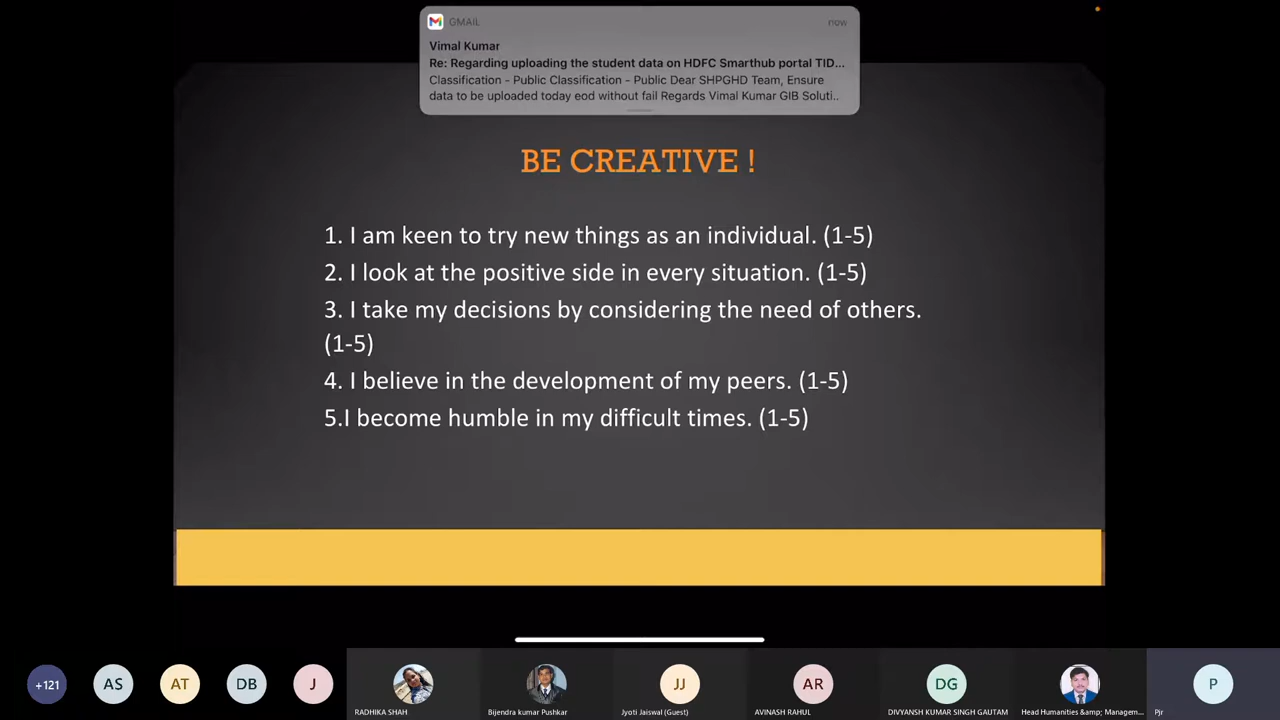 GMAIL
now
Vimal Kumar
Re: Regarding uploading the student data on HDFC Smarthub portal TID...
Classification - Public Classification - Public Dear SHPGHD Team, Ensure
data to be uploaded today eod without fail Regards Vimal Kumar GIB Soluti..
BE CREATIVE !
1. I am keen to try new things as an individual. (1-5)
2. I look at the positive side in every situation. (1-5)
3. I take my decisions by considering the need of others.
(1-5)
4. I believe in the development of my peers. (1-5)
5.I become humble in my difficult times. (1-5)
+121
AS
AT
DB
J
JJ
AR
DG
P
RADHIKA SHAH
Bijendra kumar Pushkar
Jyoti Jaiswal (Guest)
AVINASH RAHUL
DIVYANSH KUMAR SINGH GAUTAM
Head Humanities &amp; Managem...
Pjr